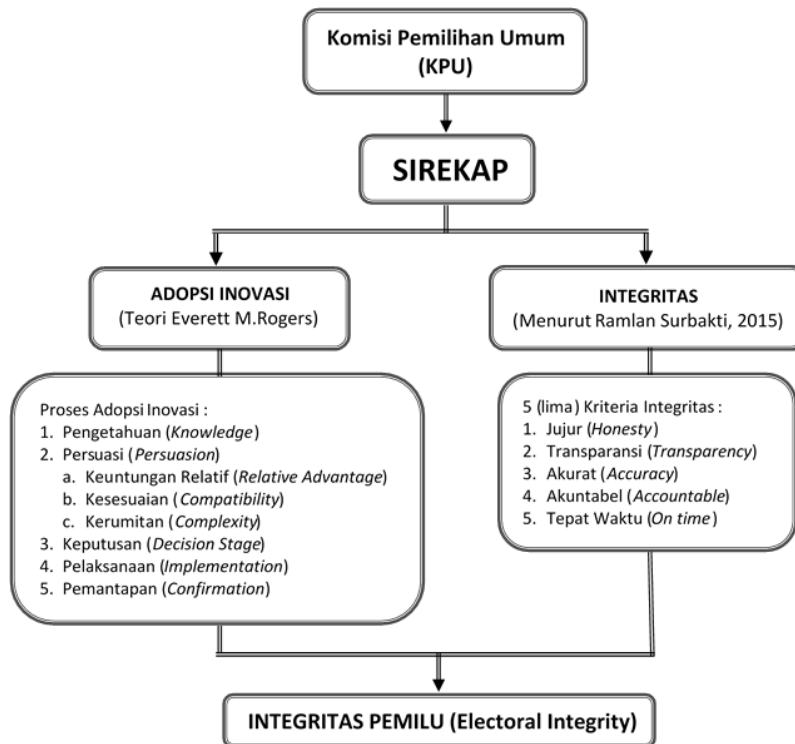 Komisi Pemilihan Umum
(KPU)
SIREKAP
ADOPSI INOVASI
(Teori Everett M.Rogers)
INTEGRITAS
(Menurut Ramlan Surbakti, 2015)
Proses Adopsi Inovasi :
1. Pengetahuan (Knowledge)
2. Persuasi (Persuasion)
a. Keuntungan Relatif (Relative Advantage)
b. Kesesuaian (Compatibility)
c. Kerumitan (Complexity)
3. Keputusan (Decision Stage)
4. Pelaksanaan (Implementation)
5. Pemantapan (Confirmation)
5 (lima) Kriteria Integritas :
1. Jujur (Honesty)
2. Transparansi (Transparency)
3. Akurat (Accuracy)
4. Akuntabel (Accountable)
5. Tepat Waktu (On time)
INTEGRITAS PEMILU (Electoral Integrity)